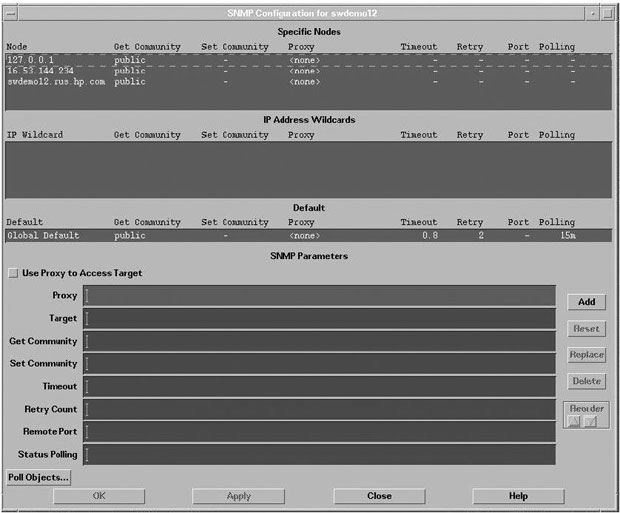 SNMP Configuration for swdemo12
Specific Nodes
Node Get Community Set Community Proxy Timeout Retry Port Polling
127.0.0.1 public - <none> - - - -
16.53.144.234 public - <none> - - - -
swdemo12.rus.hp.com public - <none> - - - -
IP Address Wildcards
IP Wildcard Get Community Set Community Proxy Timeout Retry Port Polling
Default
Default Get Community Set Community Proxy Timeout Retry Port Polling
Global Default public - <none> 0.8 2 - 15m
SNMP Parameters
Use Proxy to Access Target
Proxy
Target
Get Community
Set Community
Timeout
Retry Count
Remote Port
Status Polling
Add
Reset
Replace
Delete
Reorder
Poll Objects...
OK Apply Close Help